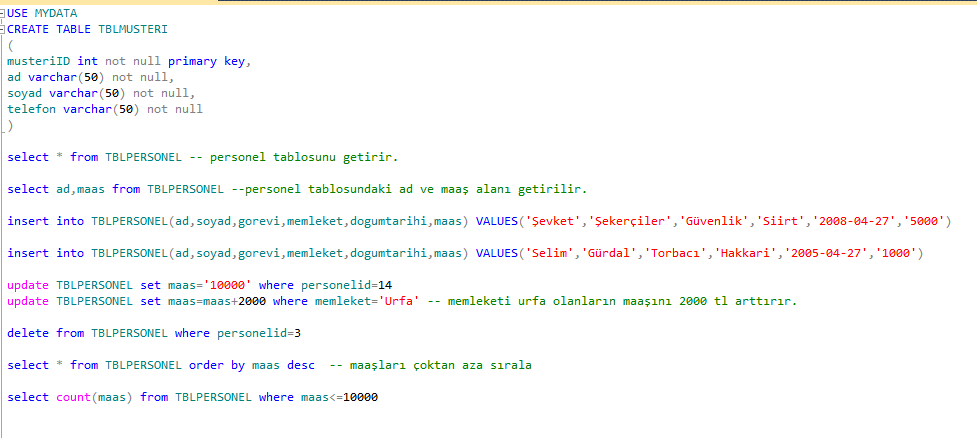 USE MYDATA
CREATE TABLE TBLMUSTERI
(
musteriID int not null primary key,
ad varchar(50) not null,
soyad varchar(50) not null,
telefon varchar(50) not null
)
select * from TBLPERSONEL -- personel tablosunu getirir.
select ad,maas from TBLPERSONEL --personel tablosundaki ad ve maaş alanı getirilir.
insert into TBLPERSONEL(ad,soyad,gorevi,memleket,dogumtarihi,maas) VALUES('Şevket','Şekerçiler','Güvenlik','Siirt','2008-04-27','5000')
insert into TBLPERSONEL(ad,soyad,gorevi,memleket,dogumtarihi,maas) VALUES('Selim','Gürdal','Torbacı','Hakkari','2005-04-27','1000')
update TBLPERSONEL set maas='10000' where personelid=14
update TBLPERSONEL set maas=maas+2000 where memleket='Urfa' -- memleketi urfa olanların maaşını 2000 tl arttırır.
delete from TBLPERSONEL where personelid=3
select * from TBLPERSONEL order by maas desc  -- maaşları çoktan aza sırala
select count(maas) from TBLPERSONEL where maas<=10000